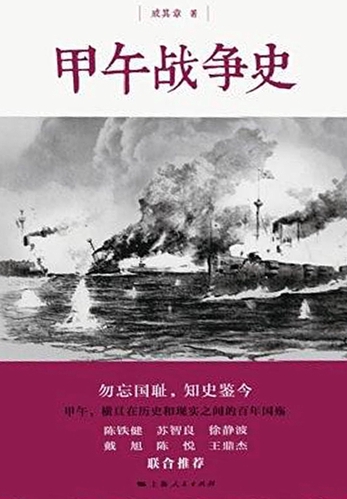 戚其章 著
甲午战争史
勿忘国耻，知史鉴今
甲午，横亘在历史和现实之间的百年国殇
陈铁健 苏智良 徐静波
戴旭 陈悦 王鼎杰
联合推荐
上海人民出版社